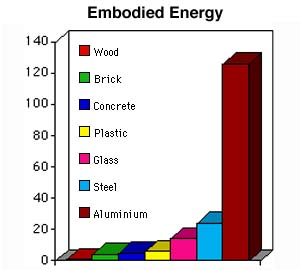 Embodied Energy
140
120
100
80
60
40
20
0
Wood
Brick
Concrete
Plastic
Glass
Steel
Aluminium